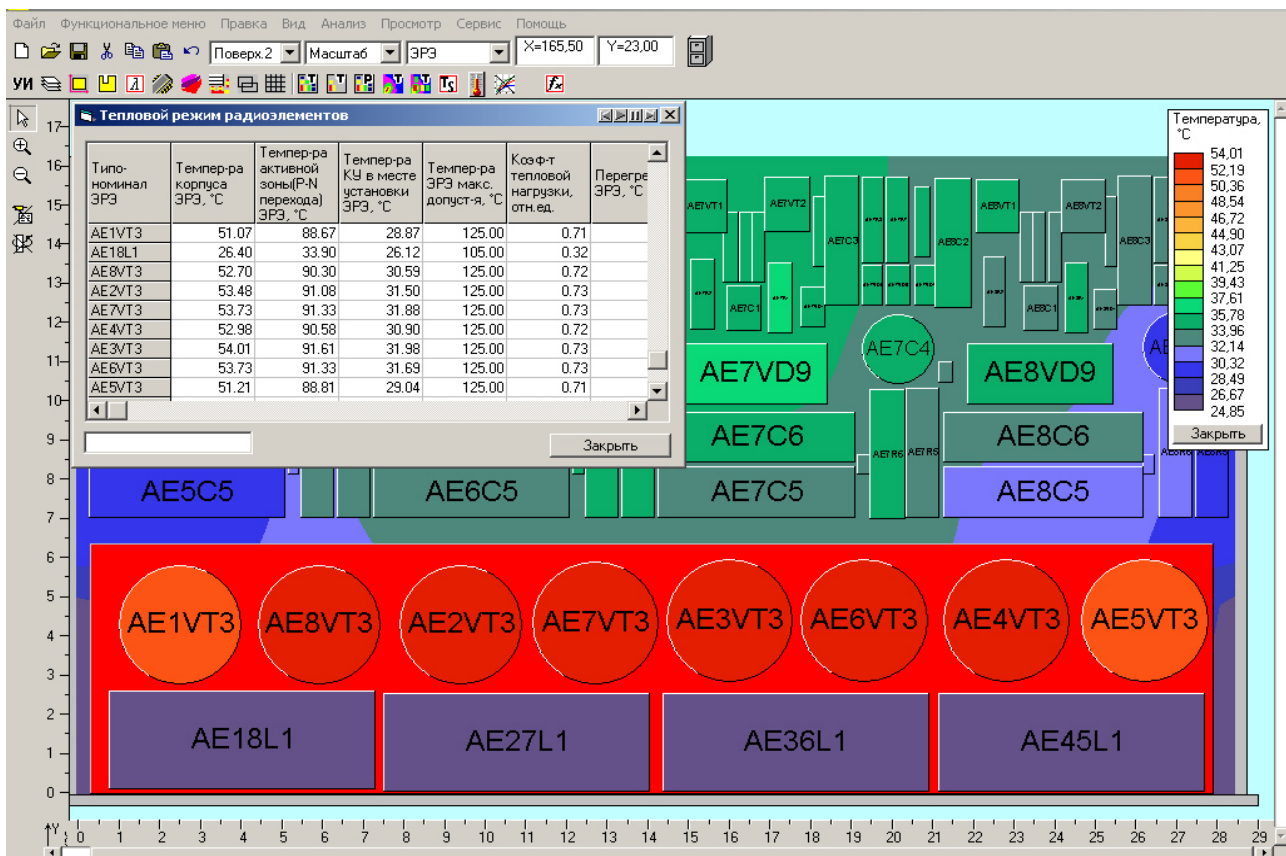 Файл Функциональное меню Правка Вид Анализ Просмотр Сервис Помощь
Поверх.2 Масштаб ЭРЭ X=165,50 Y=23,00
УИ
Тепловой режим радиоэлементов
Типо-номинал ЭРЭ
Темпер-ра корпуса ЭРЭ, °C
Темпер-ра активной зоны(P-N перехода) ЭРЭ, °C
Темпер-ра КУ в месте установки ЭРЭ, °C
Темпер-ра ЭРЭ макс. допуст-я, °C
Коэф-т тепловой нагрузки, отн.ед.
Перегре ЭРЭ, °C
AE1VT3 51.07 88.67 28.87 125.00 0.71
AE18L1 26.40 33.90 26.12 105.00 0.32
AE8VT3 52.70 90.30 30.59 125.00 0.72
AE2VT3 53.48 91.08 31.50 125.00 0.73
AE7VT3 53.73 91.33 31.88 125.00 0.73
AE4VT3 52.98 90.58 30.90 125.00 0.72
AE3VT3 54.01 91.61 31.98 125.00 0.73
AE6VT3 53.73 91.33 31.69 125.00 0.73
AE5VT3 51.21 88.81 29.04 125.00 0.71
Закрыть
Температура, °C
54,01
52,19
50,36
48,54
46,72
44,90
43,07
41,25
39,43
37,61
35,78
33,96
32,14
30,32
28,49
26,67
24,85
Закрыть
AE7VT1 AE7VT2 AE8VT1 AE8VT2
AE7C3 AE8C2 AE8C3
AE7C1 AE8C1
AE7C4
AE7VD9 AE8VD9
AE7C6 AE7R6 AE7R5 AE8C6
AE5C5 AE6C5 AE7C5 AE8C5
AE1VT3 AE8VT3 AE2VT3 AE7VT3 AE3VT3 AE6VT3 AE4VT3 AE5VT3
AE18L1 AE27L1 AE36L1 AE45L1
17
16
15
14
13
12
11
10
9
8
7
6
5
4
3
2
1
0
Y 0 1 2 3 4 5 6 7 8 9 10 11 12 13 14 15 16 17 18 19 20 21 22 23 24 25 26 27 28 29